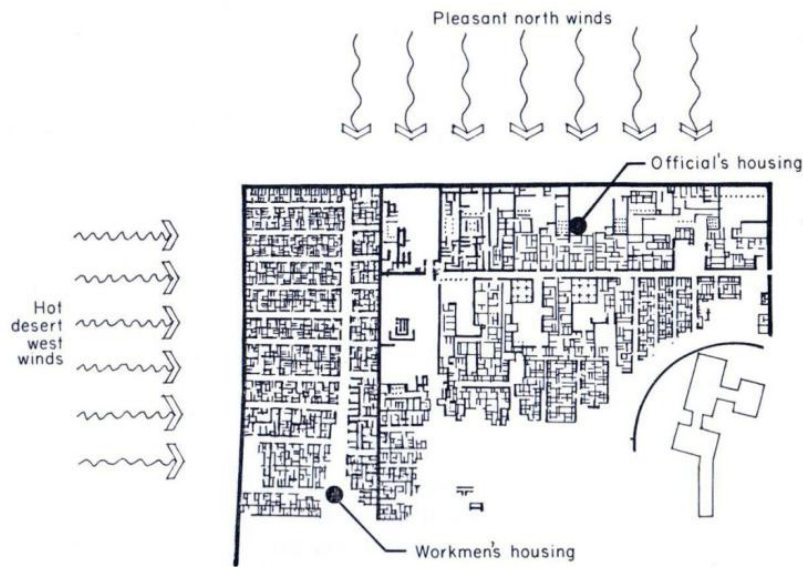 Pleasant north winds
Official's housing
Hot
desert
west
winds
Workmen's housing